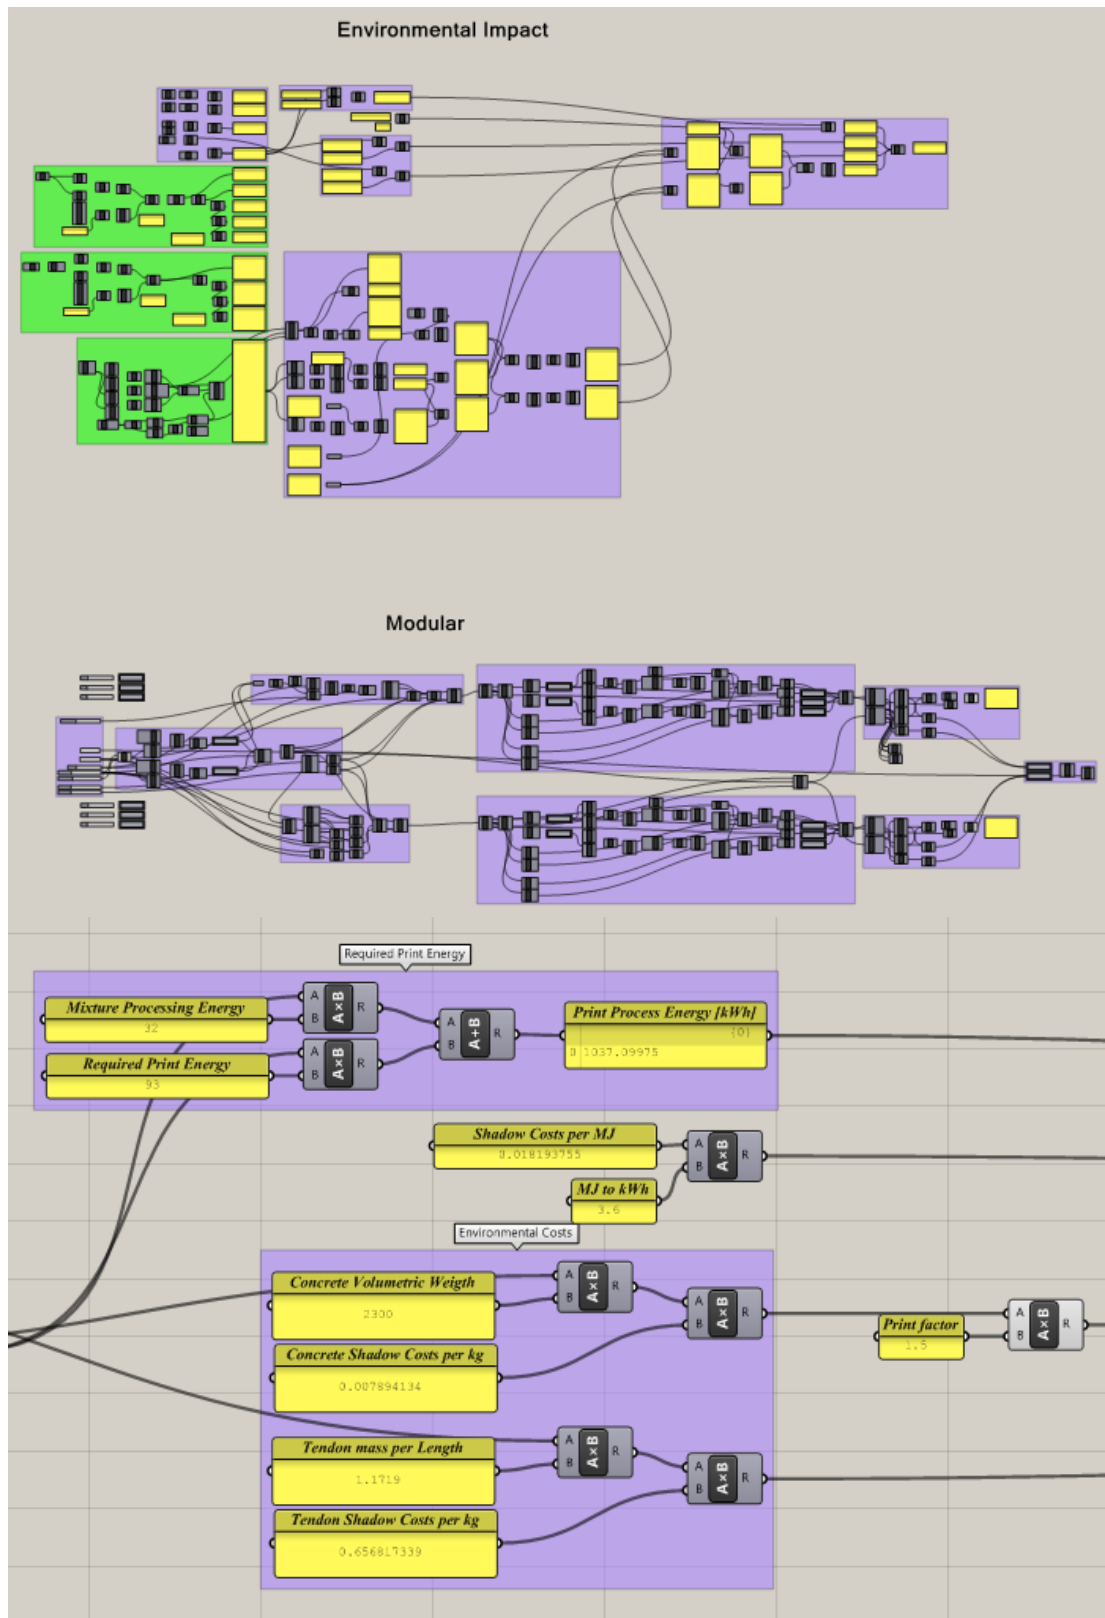 Environmental Impact
Modular
Required Print Energy
Mixture Processing Energy
32
A
B
A×B
R
Required Print Energy
93
A
B
A×B
R
A
B
A+B
R
Print Process Energy [kWh]
{0}
0 1037.09975
Shadow Costs per MJ
0.018193755
MJ to kWh
3.6
A
B
A×B
R
Environmental Costs
Concrete Volumetric Weigth
2300
A
B
A×B
R
Concrete Shadow Costs per kg
0.007894134
A
B
A×B
R
Print factor
1.5
A
B
A×B
R
Tendon mass per Length
1.1719
A
B
A×B
R
Tendon Shadow Costs per kg
0.656817339
A
B
A×B
R